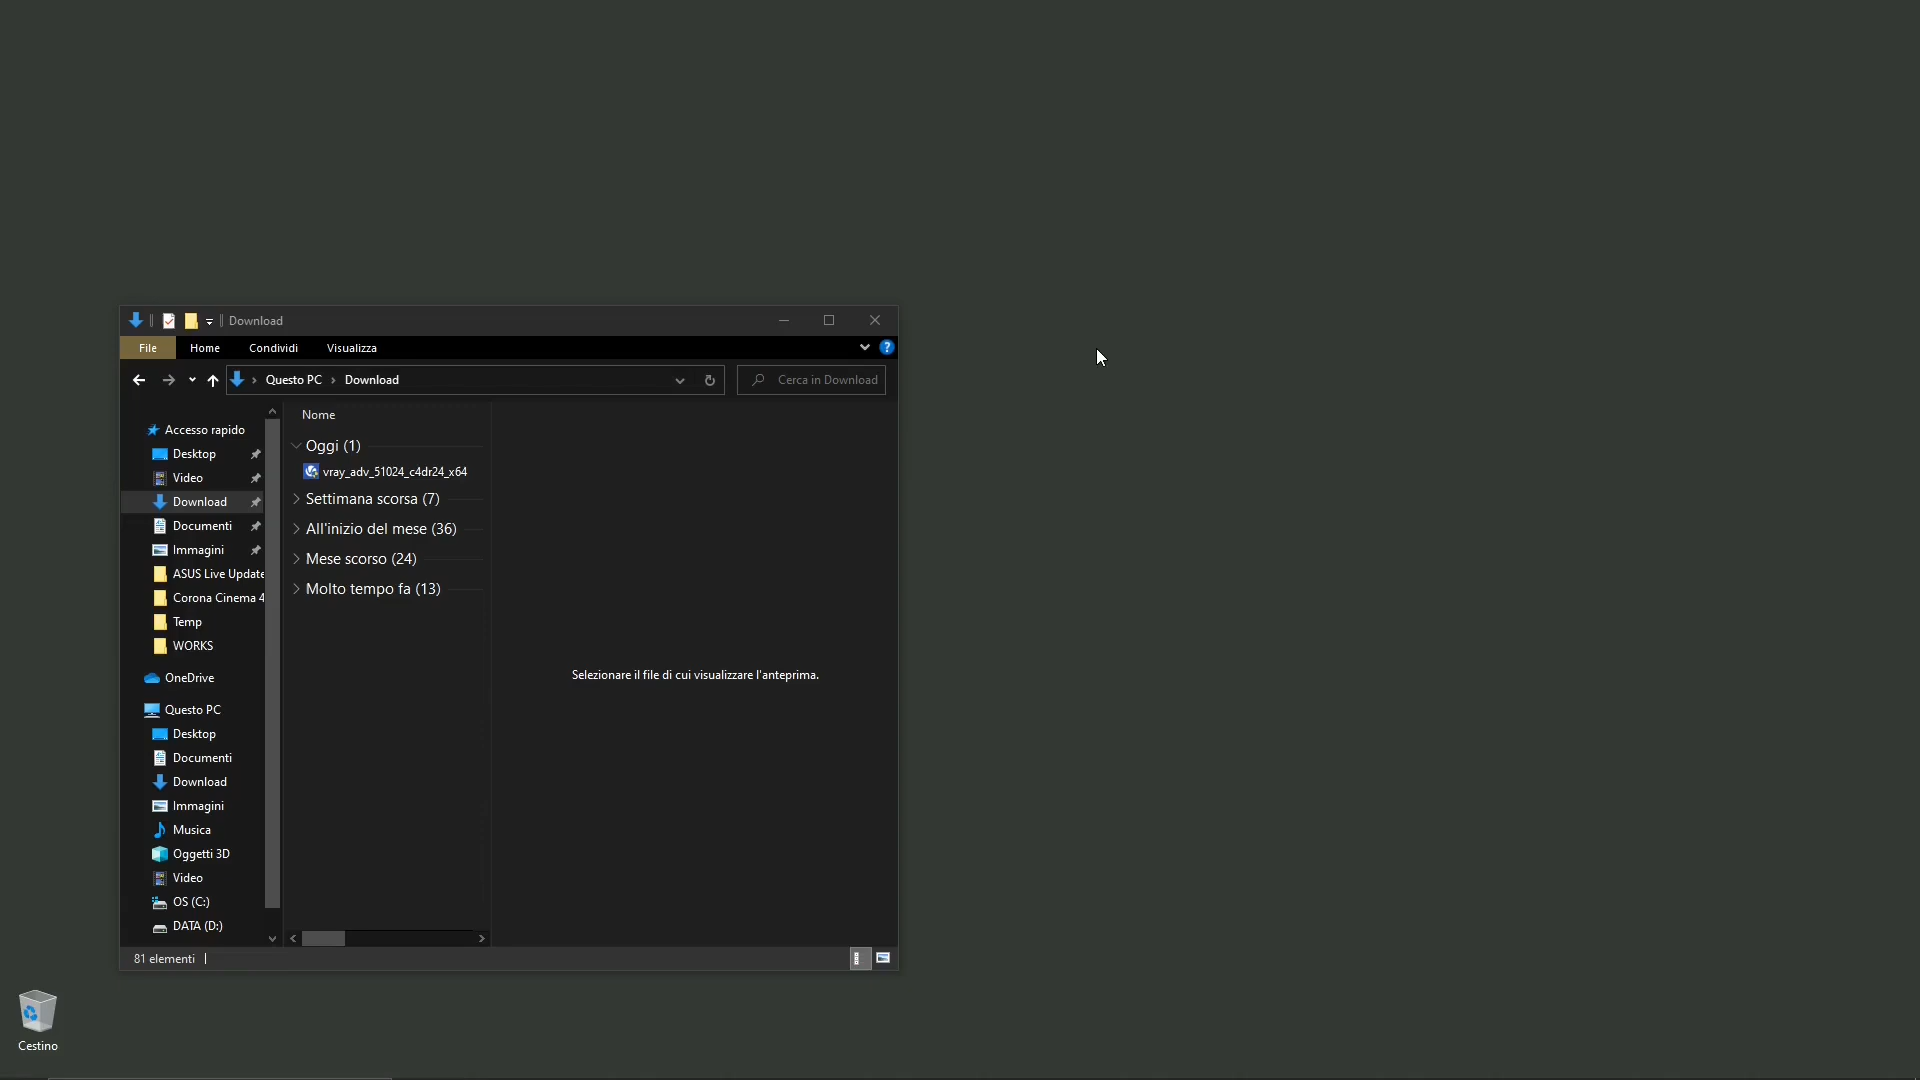 Download
File Home Condividi Visualizza
Questo PC Download
Cerca in Download
Accesso rapido
Desktop
Video
Download
Documenti
Immagini
ASUS Live Update
Corona Cinema 4
Temp
WORKS
OneDrive
Questo PC
Desktop
Documenti
Download
Immagini
Musica
Oggetti 3D
Video
OS (C:)
DATA (D:)
Nome
Oggi (1)
vray_adv_51024_c4dr24_x64
Settimana scorsa (7)
All'inizio del mese (36)
Mese scorso (24)
Molto tempo fa (13)
Selezionare il file di cui visualizzare l'anteprima.
81 elementi
Cestino